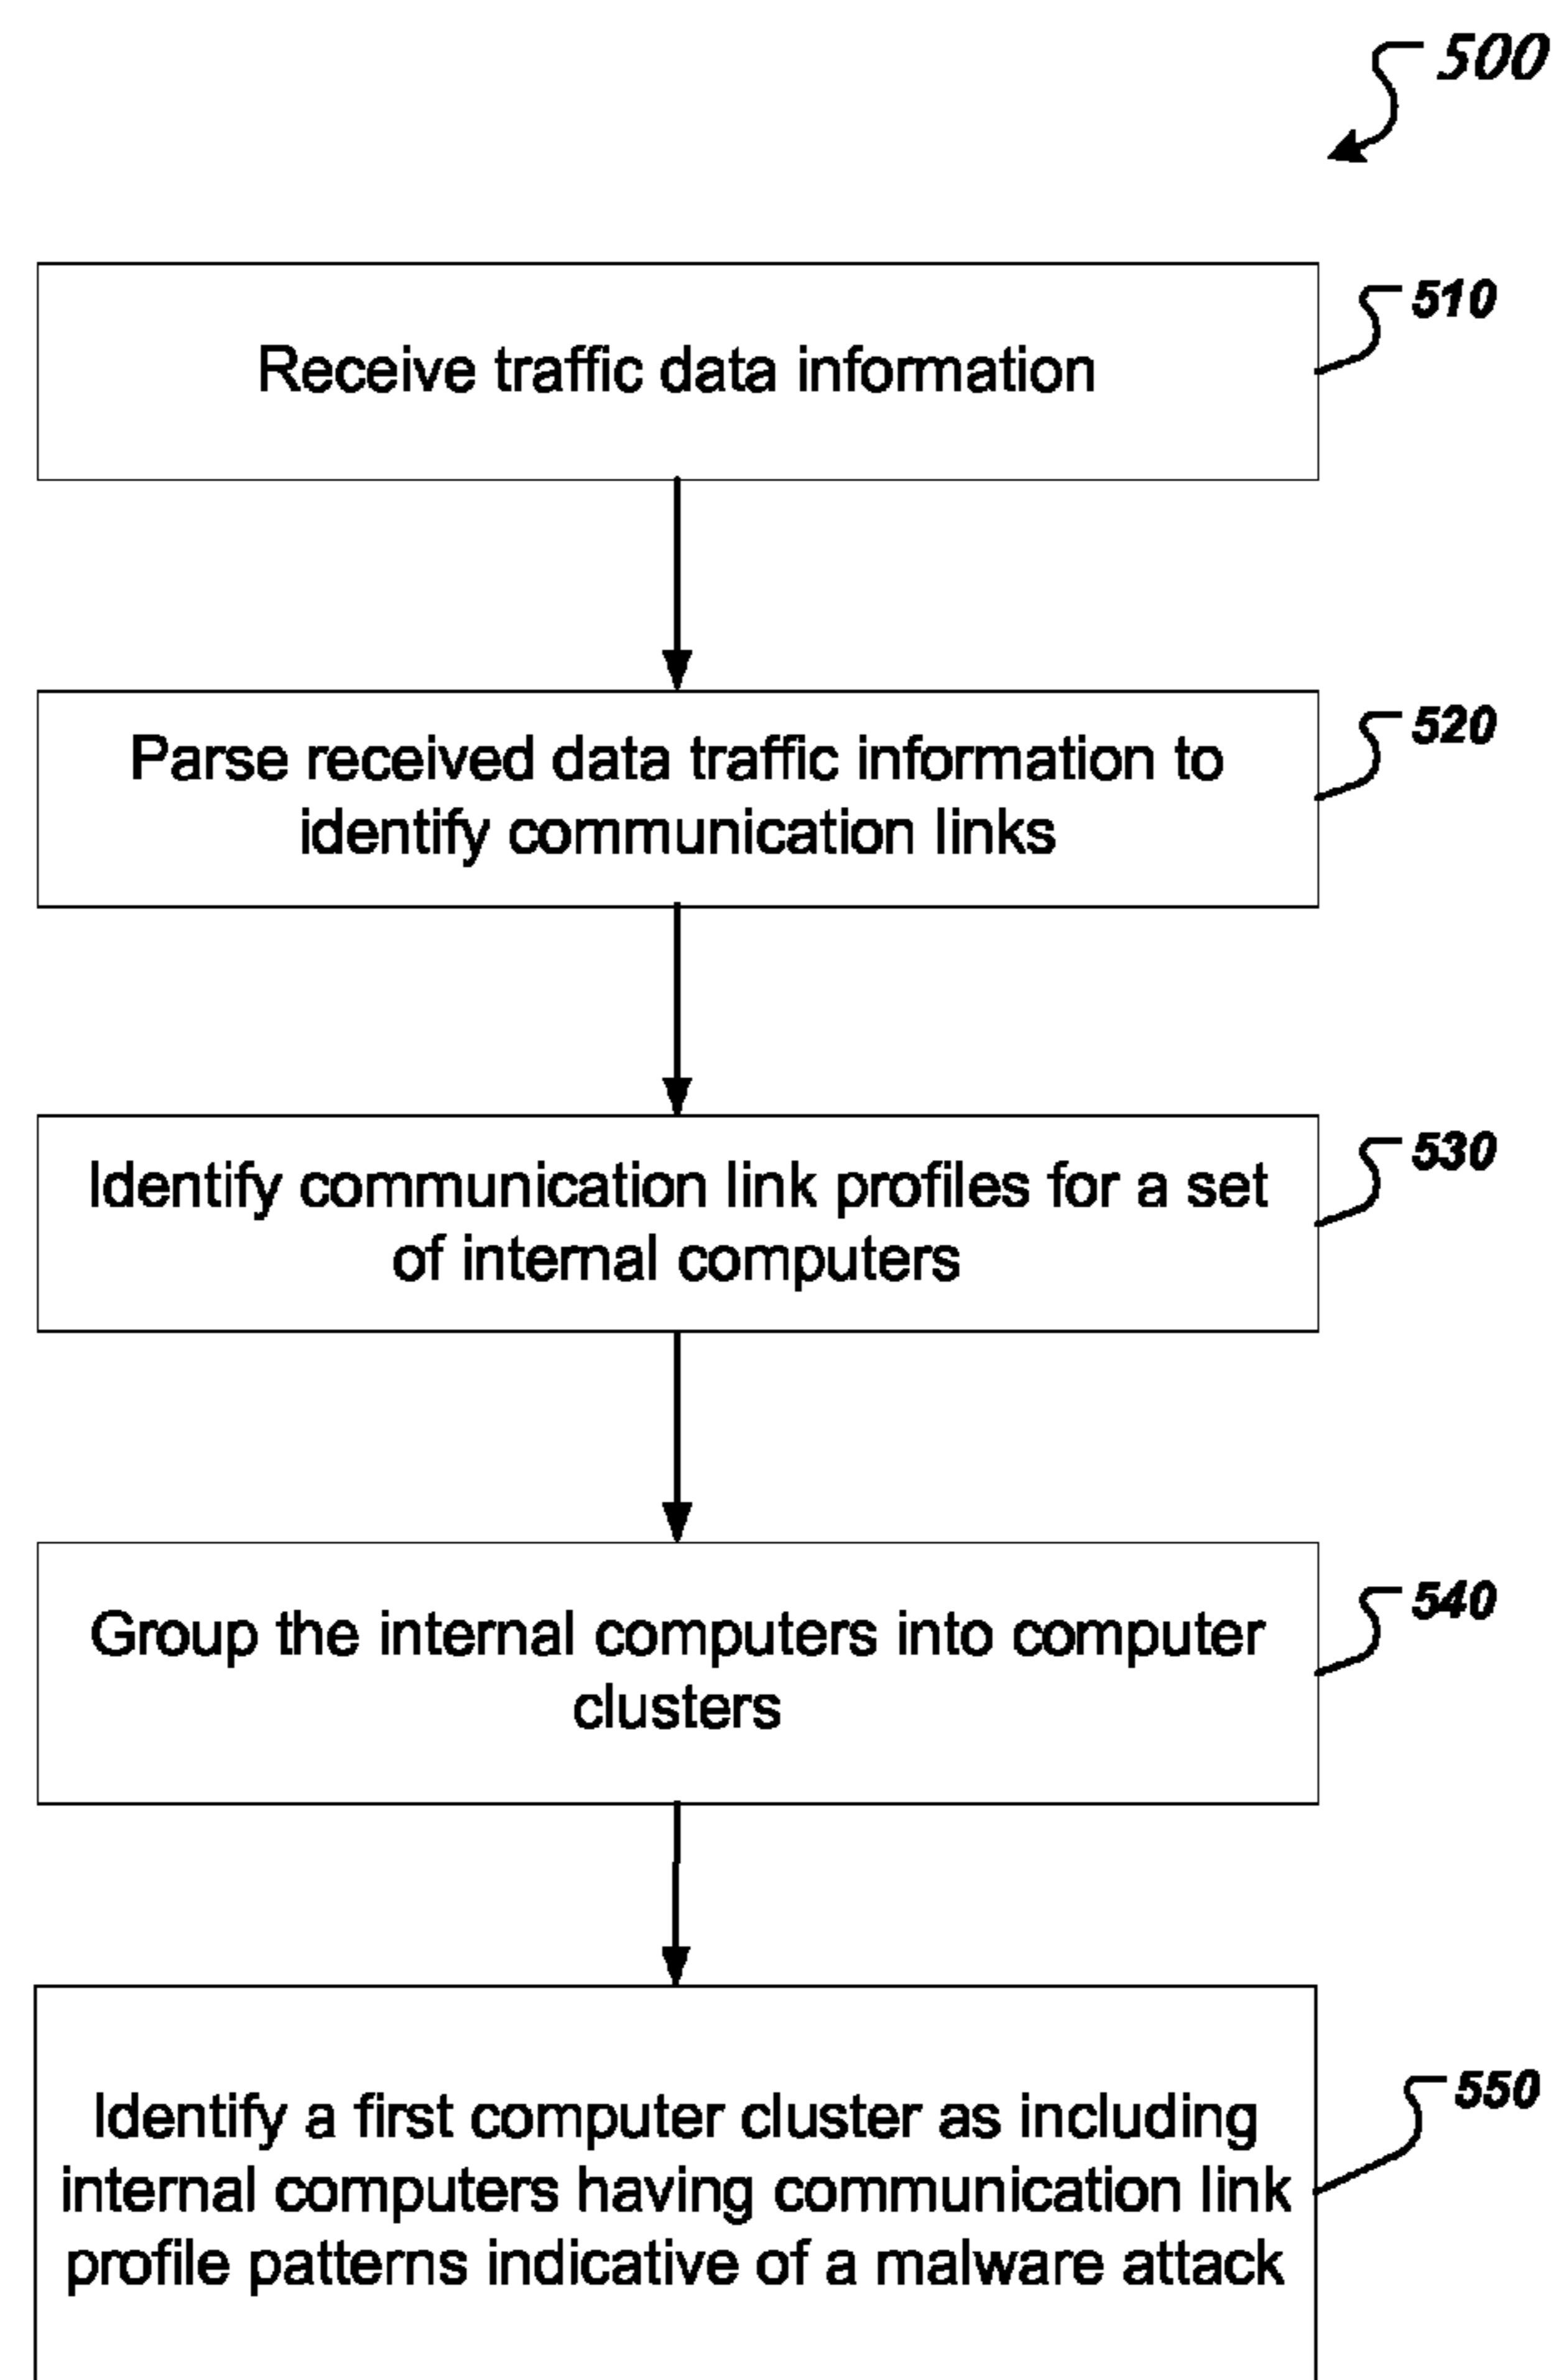 500
Receive traffic data information
510
Parse received data traffic information to
identify communication links
520
Identify communication link profiles for a set
of internal computers
530
Group the internal computers into computer
clusters
540
Identify a first computer cluster as including
internal computers having communication link
profile patterns indicative of a malware attack
550